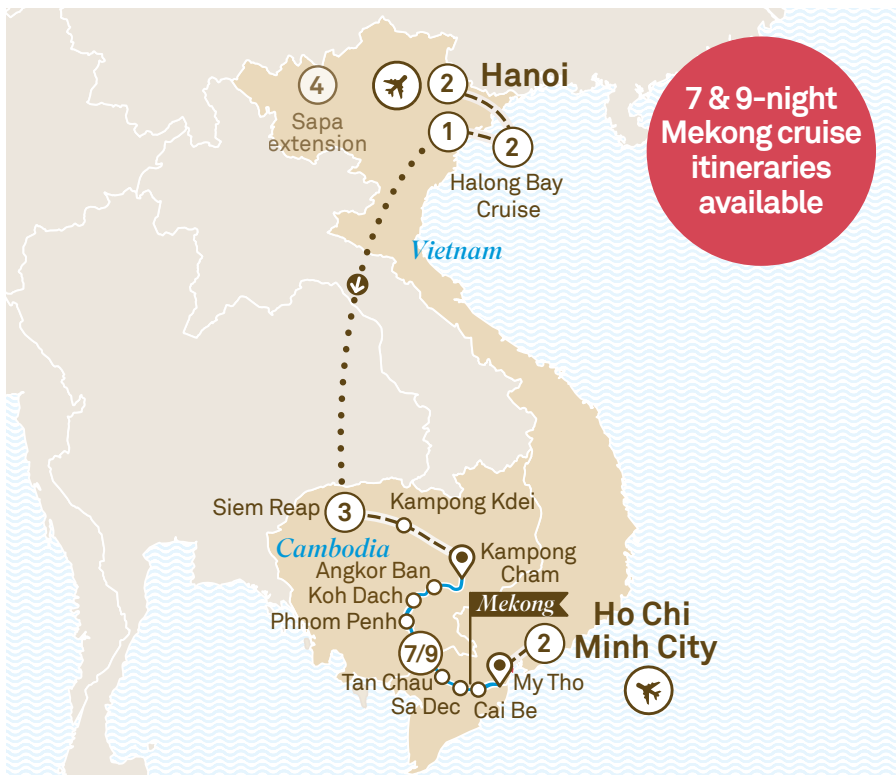 7 & 9-night
Mekong cruise
itineraries
available
4
Sapa
extension
2
Hanoi
1
2
Halong Bay
Cruise
Vietnam
Siem Reap
3
Kampong Kdei
Cambodia
Kampong
Cham
Angkor Ban
Koh Dach
Phnom Penh
Mekong
7/9
Ho Chi
Minh City
2
Tan Chau
My Tho
Sa Dec
Cai Be